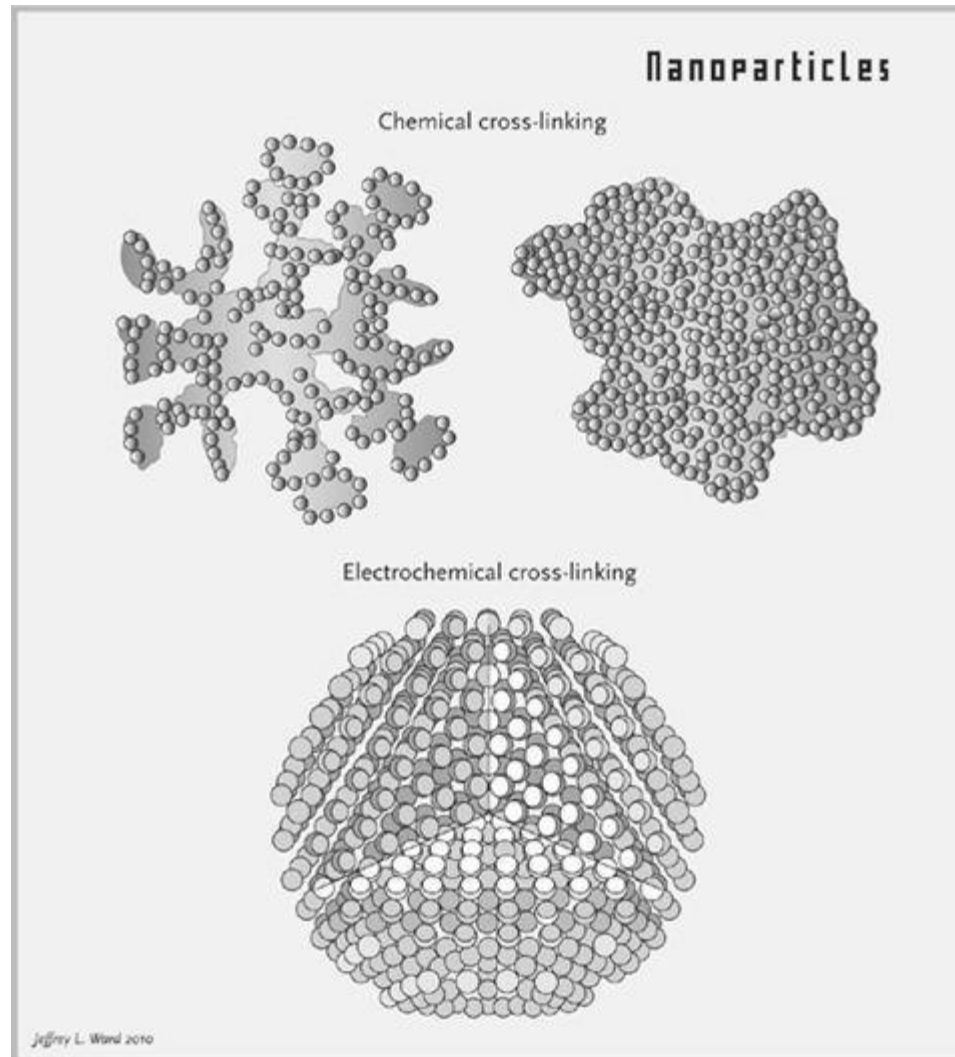 Nanoparticles
Chemical cross-linking
Electrochemical cross-linking
Jeffrey L. Ward 2010